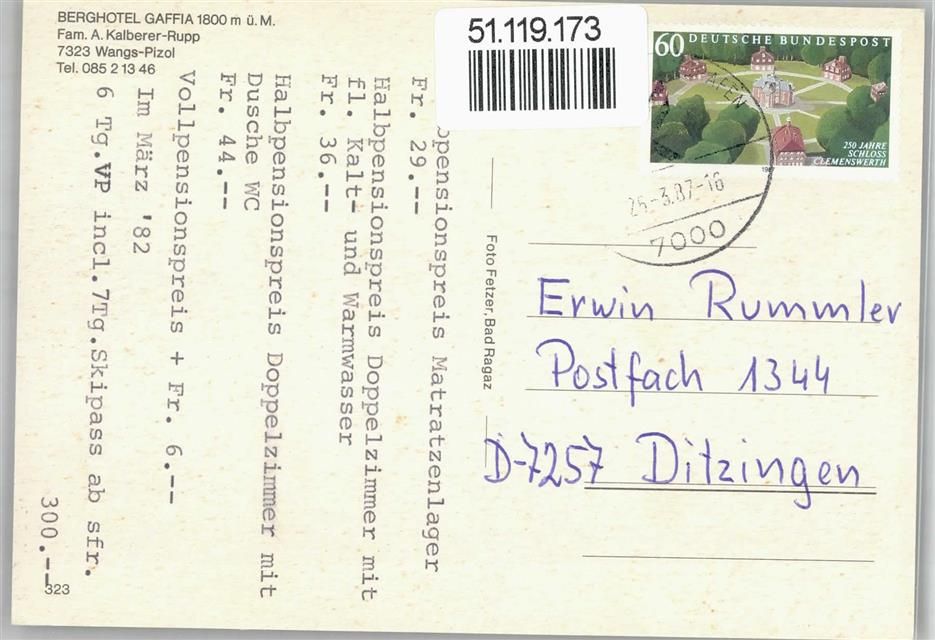 BERGHOTEL GAFFIA 1800 m ü. M.
Fam. A. Kalberer-Rupp
7323 Wangs-Pizol
Tel. 085 2 13 46
51.119.173
60 DEUTSCHE BUNDESPOST
250 JAHRE
SCHLOSS
CLEMENSWERTH
-3.87-16
7000
pensionspreis Matratzenlager
Fr. 29.--
Halbpensionspreis Doppelzimmer mit
fl. Kalt- und Warmwasser
Fr. 36.--
Halbpensionspreis Doppelzimmer mit
Dusche WC
Fr. 44.--
Vollpensionspreis + Fr. 6.--
Im März '82
6 Tg.VP incl.7Tg.Skipass ab sfr.
300.--
323
Foto Fetzer, Bad Ragaz
Erwin Rummler
Postfach 1344
D-7257 Ditzingen